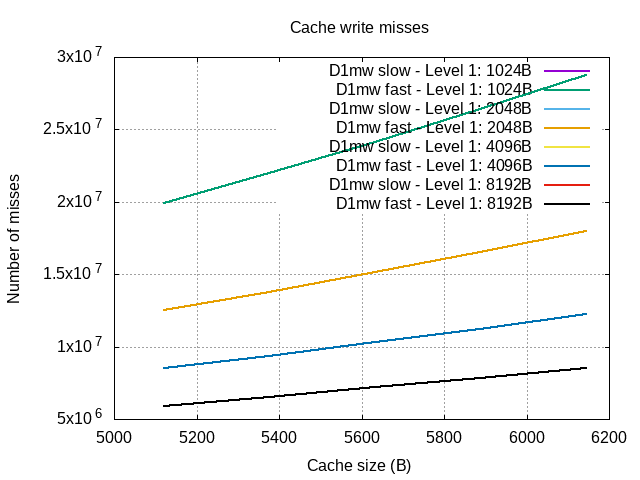 Cache write misses
3x10^7
2.5x10^7
2x10^7
1.5x10^7
1x10^7
5x10^6
Number of misses
D1mw slow - Level 1: 1024B
D1mw fast - Level 1: 1024B
D1mw slow - Level 1: 2048B
D1mw fast - Level 1: 2048B
D1mw slow - Level 1: 4096B
D1mw fast - Level 1: 4096B
D1mw slow - Level 1: 8192B
D1mw fast - Level 1: 8192B
5000 5200 5400 5600 5800 6000 6200
Cache size (B)